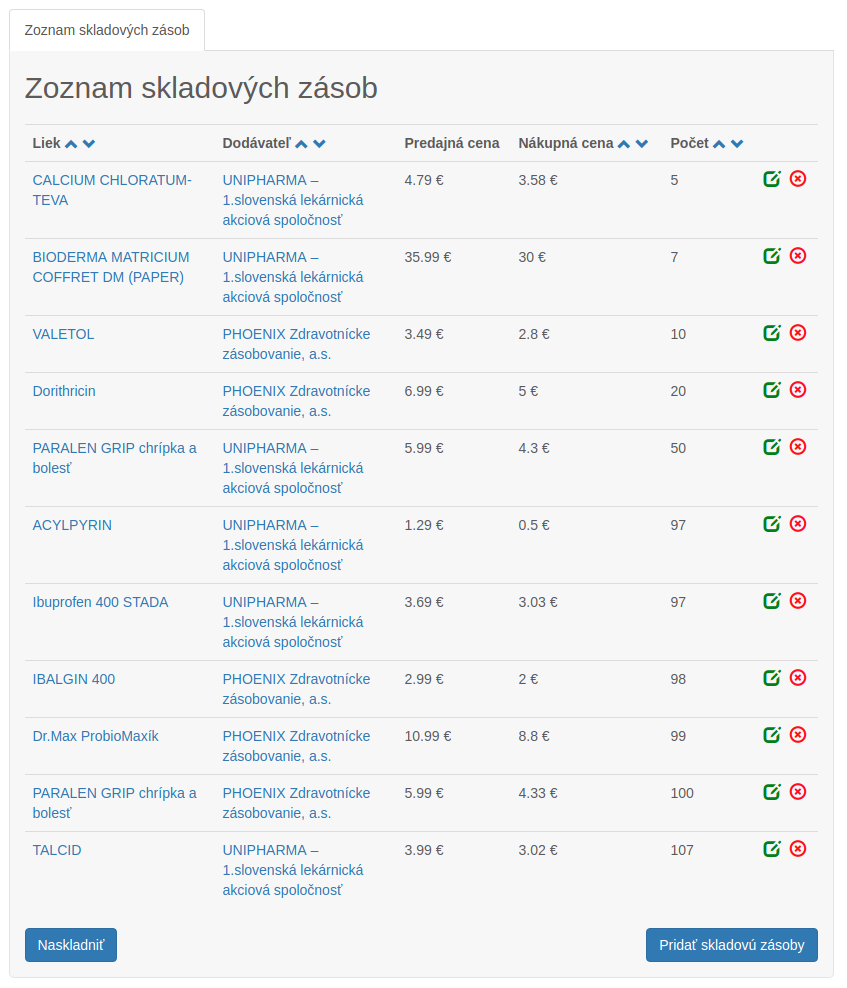 Zoznam skladových zásob
Zoznam skladových zásob
Liek Dodávateľ Predajná cena Nákupná cena Počet
CALCIUM CHLORATUM- UNIPHARMA – 4.79 € 3.58 € 5
TEVA 1.slovenská lekárnická
akciová spoločnosť
BIODERMA MATRICIUM UNIPHARMA – 35.99 € 30 € 7
COFFRET DM (PAPER) 1.slovenská lekárnická
akciová spoločnosť
VALETOL PHOENIX Zdravotnícke 3.49 € 2.8 € 10
zásobovanie, a.s.
Dorithricin PHOENIX Zdravotnícke 6.99 € 5 € 20
zásobovanie, a.s.
PARALEN GRIP chrípka a UNIPHARMA – 5.99 € 4.3 € 50
bolesť 1.slovenská lekárnická
akciová spoločnosť
ACYLPYRIN UNIPHARMA – 1.29 € 0.5 € 97
1.slovenská lekárnická
akciová spoločnosť
Ibuprofen 400 STADA UNIPHARMA – 3.69 € 3.03 € 97
1.slovenská lekárnická
akciová spoločnosť
IBALGIN 400 PHOENIX Zdravotnícke 2.99 € 2 € 98
zásobovanie, a.s.
Dr.Max ProbioMaxík PHOENIX Zdravotnícke 10.99 € 8.8 € 99
zásobovanie, a.s.
PARALEN GRIP chrípka a PHOENIX Zdravotnícke 5.99 € 4.33 € 100
bolesť zásobovanie, a.s.
TALCID UNIPHARMA – 3.99 € 3.02 € 107
1.slovenská lekárnická
akciová spoločnosť
Naskladniť Pridať skladovú zásoby